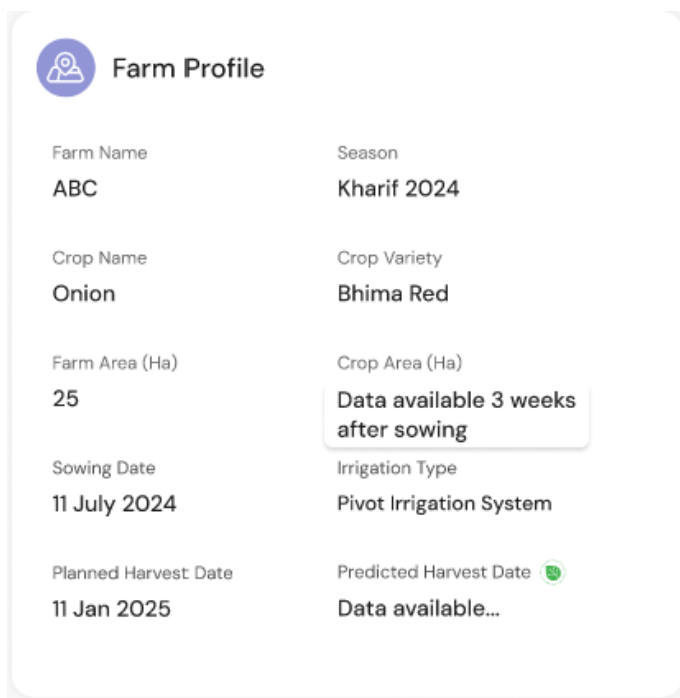 Farm Profile
Farm Name
ABC
Season
Kharif 2024
Crop Name
Onion
Crop Variety
Bhima Red
Farm Area (Ha)
25
Crop Area (Ha)
Data available 3 weeks
after sowing
Sowing Date
11 July 2024
Irrigation Type
Pivot Irrigation System
Planned Harvest Date
11 Jan 2025
Predicted Harvest Date
Data available...